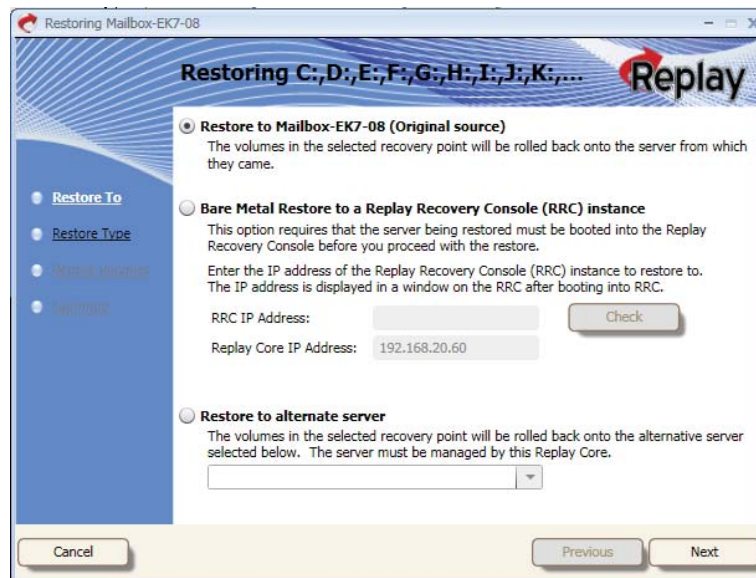 Restoring Mailbox-EK7-08
Restoring C:,D:,E:,F:,G:,H:,I:,J:,K:,...
Replay
Restore To
Restore Type
Summary
Restore to Mailbox-EK7-08 (Original source)
The volumes in the selected recovery point will be rolled back onto the server from which
they came.
Bare Metal Restore to a Replay Recovery Console (RRC) instance
This option requires that the server being restored must be booted into the Replay
Recovery Console before you proceed with the restore.
Enter the IP address of the Replay Recovery Console (RRC) instance to restore to.
The IP address is displayed in a window on the RRC after booting into RRC.
RRC IP Address:
Check
Replay Core IP Address: 192.168.20.60
Restore to alternate server
The volumes in the selected recovery point will be rolled back onto the alternative server
selected below. The server must be managed by this Replay Core.
Cancel
Previous
Next